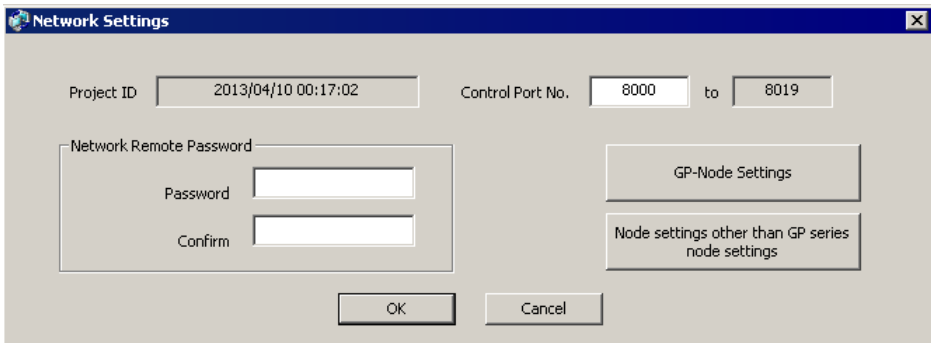 Network Settings
Project ID 2013/04/10 00:17:02 Control Port No. 8000 to 8019
Network Remote Password
Password
Confirm
GP-Node Settings
Node settings other than GP series
node settings
OK Cancel